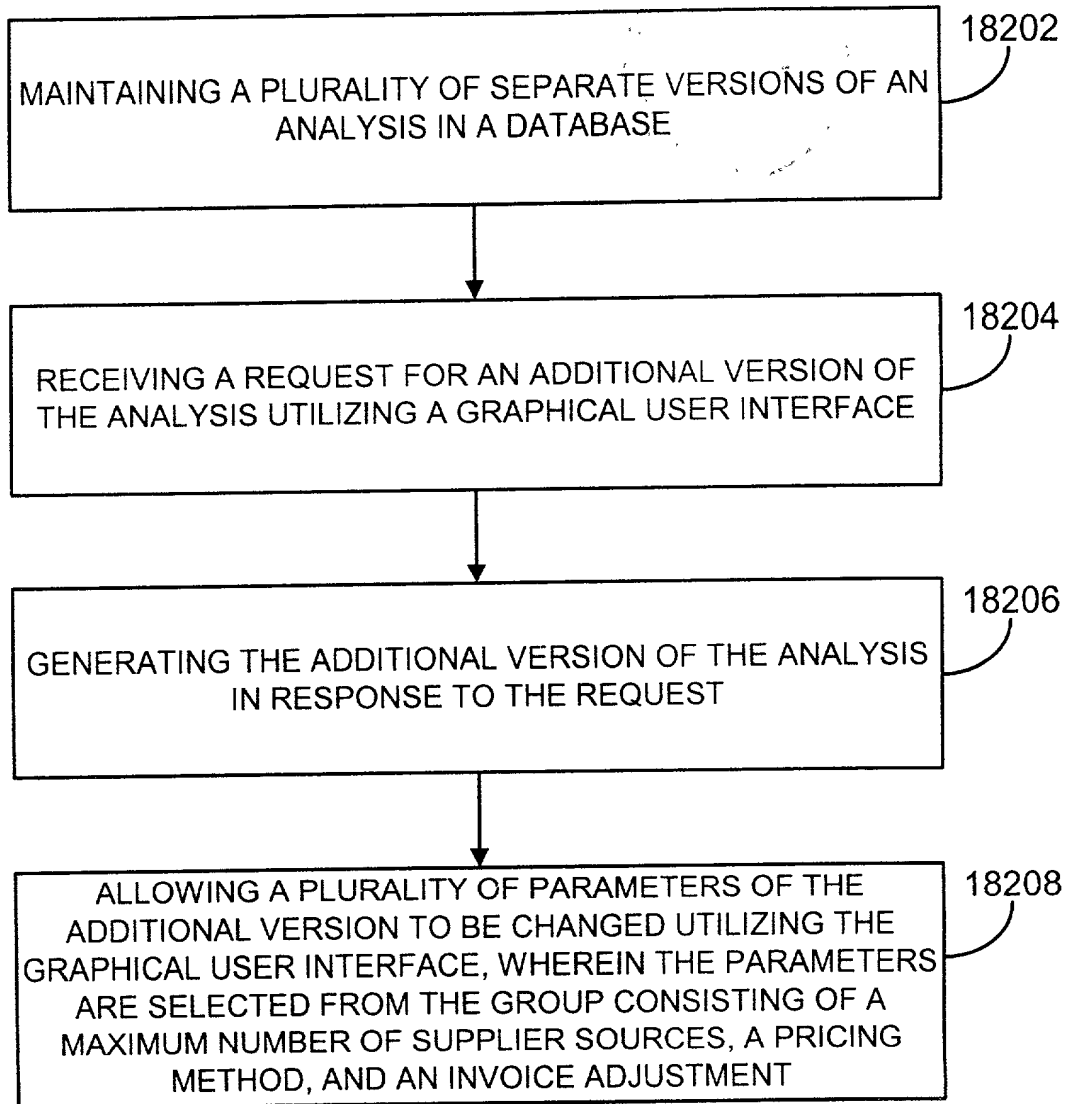 18202
MAINTAINING A PLURALITY OF SEPARATE VERSIONS OF AN
ANALYSIS IN A DATABASE
18204
RECEIVING A REQUEST FOR AN ADDITIONAL VERSION OF
THE ANALYSIS UTILIZING A GRAPHICAL USER INTERFACE
18206
GENERATING THE ADDITIONAL VERSION OF THE ANALYSIS
IN RESPONSE TO THE REQUEST
18208
ALLOWING A PLURALITY OF PARAMETERS OF THE
ADDITIONAL VERSION TO BE CHANGED UTILIZING THE
GRAPHICAL USER INTERFACE, WHEREIN THE PARAMETERS
ARE SELECTED FROM THE GROUP CONSISTING OF A
MAXIMUM NUMBER OF SUPPLIER SOURCES, A PRICING
METHOD, AND AN INVOICE ADJUSTMENT